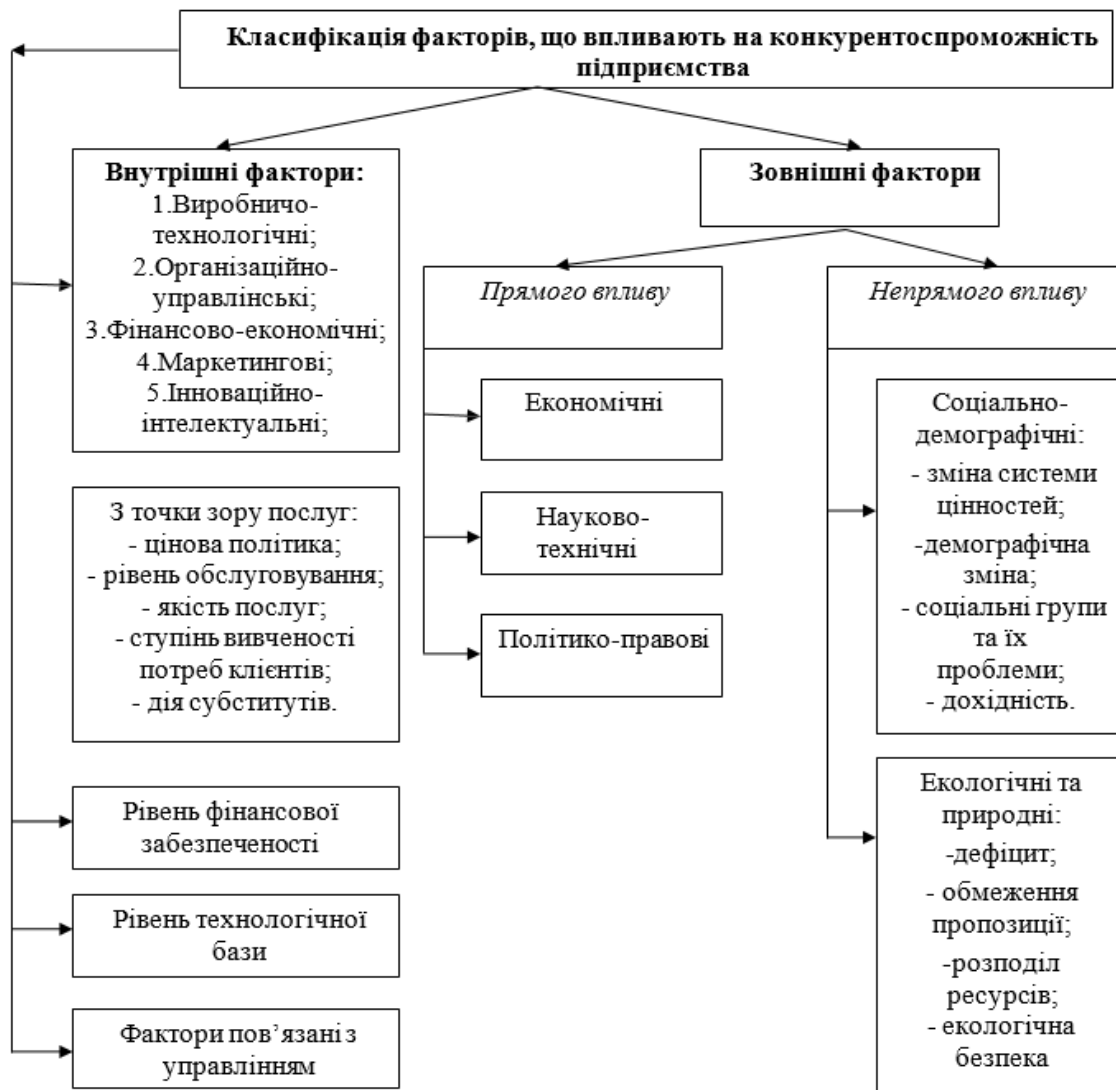 Класифікація факторів, що впливають на конкурентоспроможність
підприємства
Внутрішні фактори:
1.Виробничо-
технологічні;
2.Організаційно-
управлінські;
3.Фінансово-економічні;
4.Маркетингові;
5.Інноваційно-
інтелектуальні;
З точки зору послуг:
- цінова політика;
- рівень обслуговування;
- якість послуг;
- ступінь вивченості
потреб клієнтів;
- дія субститутів.
Рівень фінансової
забезпеченості
Рівень технологічної
бази
Фактори пов’язані з
управлінням
Зовнішні фактори
Прямого впливу
Економічні
Науково-
технічні
Політико-правові
Непрямого впливу
Соціально-
демографічні:
- зміна системи
цінностей;
-демографічна
зміна;
- соціальні групи
та їх
проблеми;
- дохідність.
Екологічні та
природні:
-дефіцит;
- обмеження
пропозиції;
-розподіл
ресурсів;
- екологічна
безпека